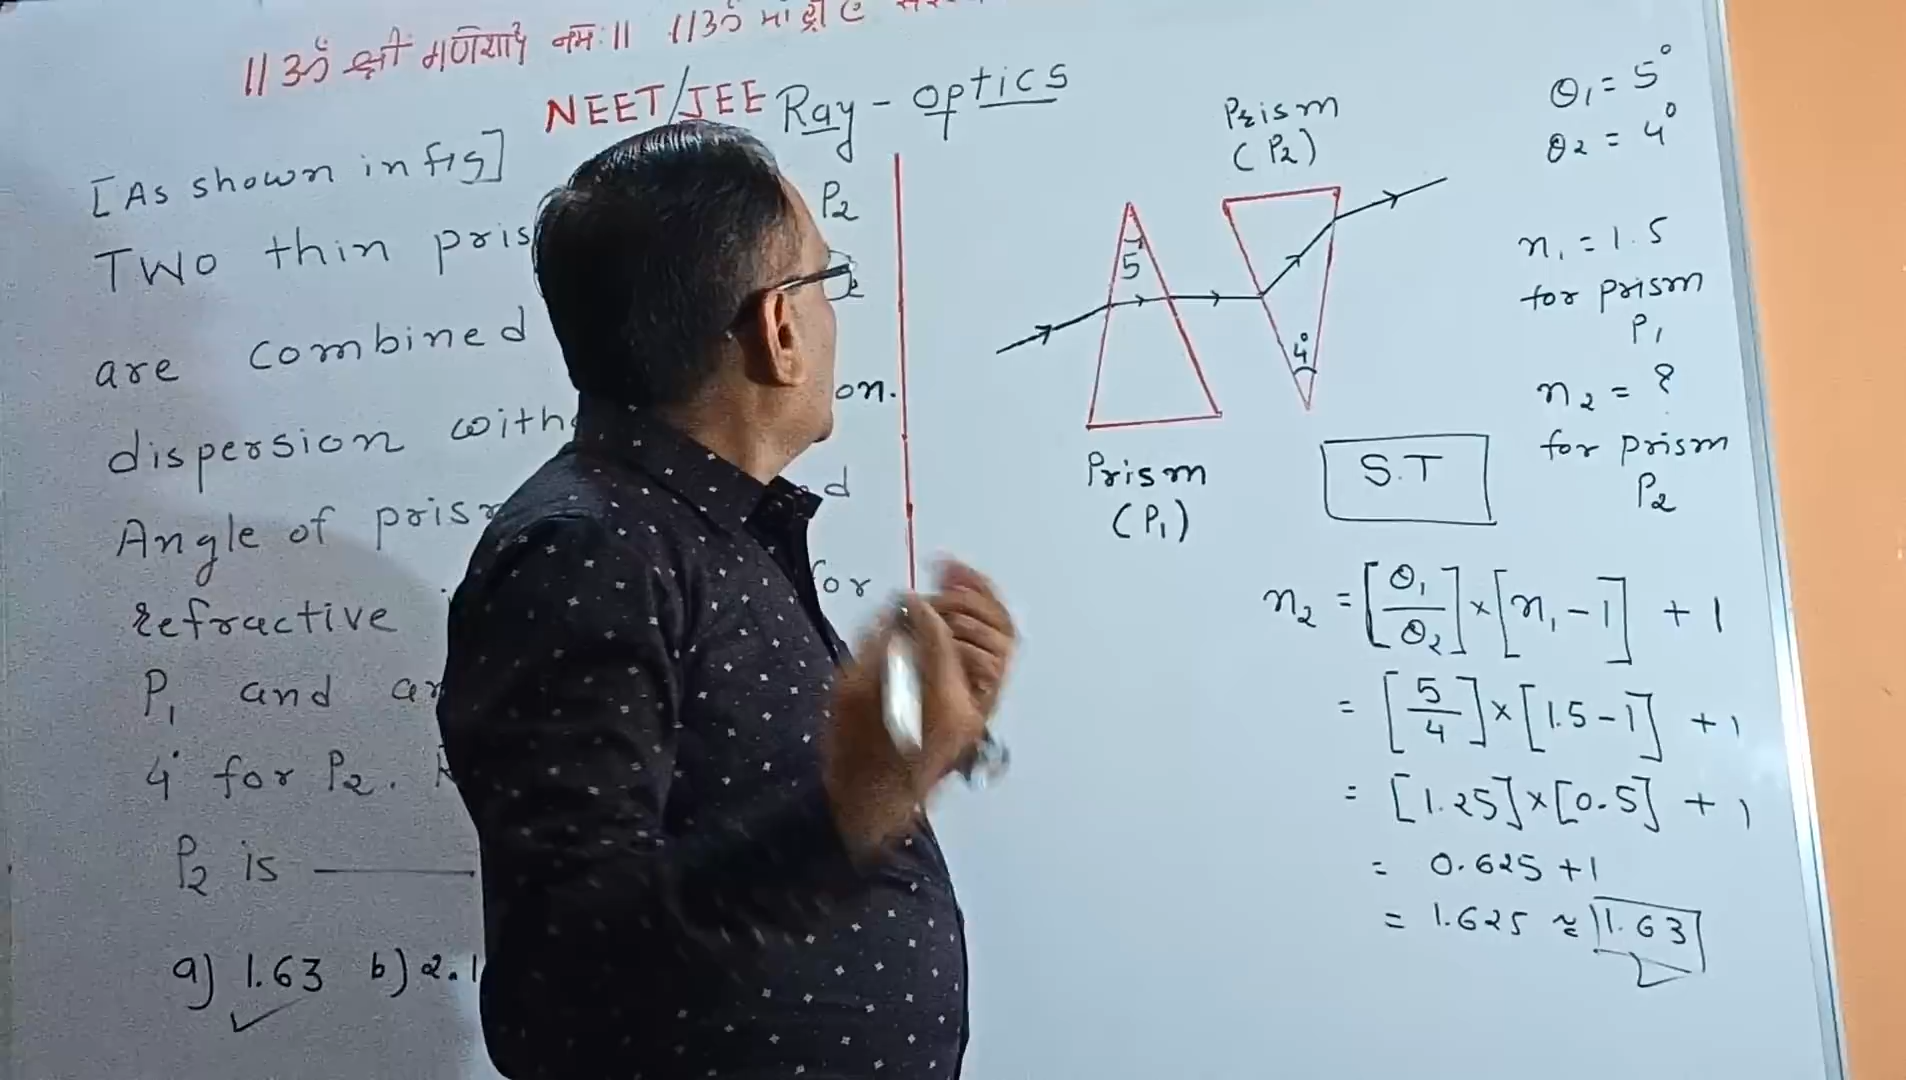 ॥ ॐ श्री गणेशाय नमः ॥ ॥ ॐ
NEET/JEE Ray - optics
[As shown in fig]
Two thin P2
are combined
dispersion on.
Angle of
refractive for
P1 and
4° for P2.
P2 is
a) 1.63 b) 2.1
Prism
(P2)
5
4°
Prism
(P1)
θ1 = 5°
θ2 = 4°
n1 = 1.5
for prism
P1
n2 = ?
for prism
P2
S.T
n2 = [θ1/θ2] × [n1 - 1] + 1
= [5/4] × [1.5 - 1] + 1
= [1.25] × [0.5] + 1
= 0.625 + 1
= 1.625 ≈ 1.63